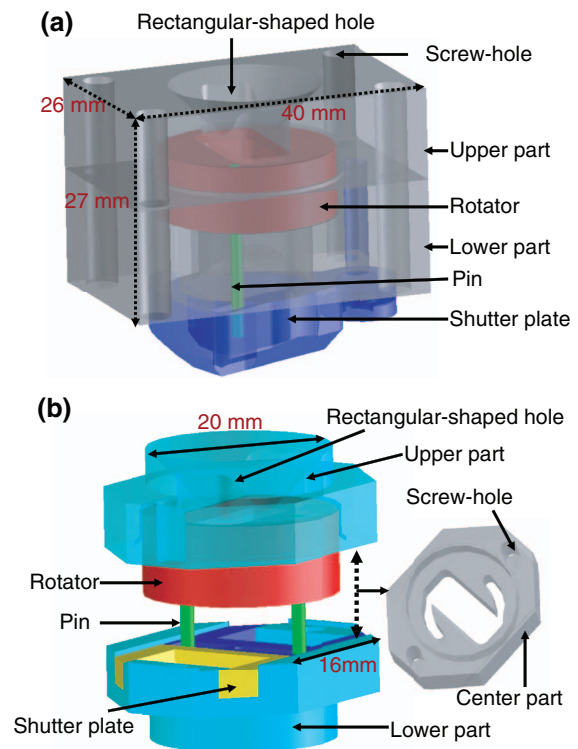 (a)
Rectangular-shaped hole
Screw-hole
26 mm
40 mm
Upper part
27 mm
Rotator
Lower part
Pin
Shutter plate
(b)
20 mm
Rectangular-shaped hole
Upper part
Screw-hole
Rotator
Pin
16mm
Center part
Shutter plate
Lower part